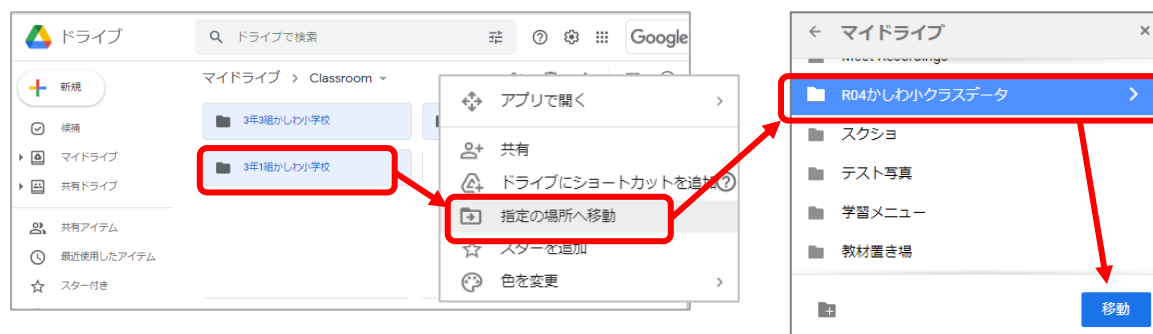 ドライブ
ドライブで検索
Google
新規
候補
マイドライブ
共有ドライブ
共有アイテム
最近使用したアイテム
スター付き
マイドライブ > Classroom
3年3組かしわ小学校
3年1組かしわ小学校
アプリで開く
共有
ドライブにショートカットを追加
指定の場所へ移動
スターを追加
色を変更
マイドライブ
Meet Recordings
R04かしわ小クラスデータ
スクショ
テスト写真
学習メニュー
教材置き場
移動